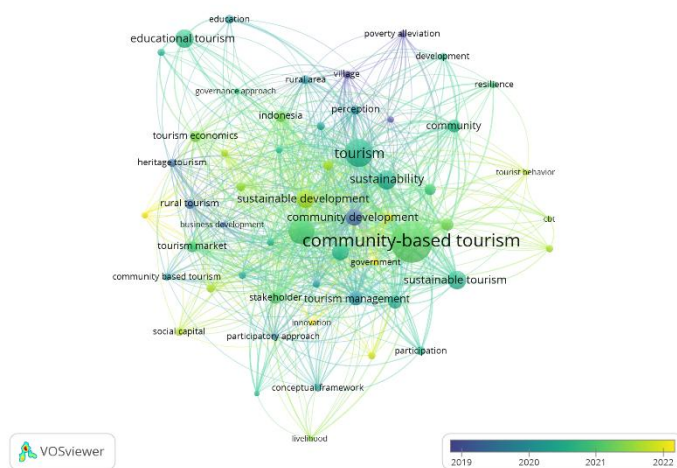 education
educational tourism
poverty alleviation
development
village
rural area
resilience
governance approach
perception
indonesia
community
tourism economics
tourism
heritage tourism
tourist behavior
sustainability
sustainable development
rural tourism
community development
cbt
business development
community-based tourism
tourism market
government
community based tourism
sustainable tourism
stakeholder
tourism management
innovation
social capital
participatory approach
participation
conceptual framework
livelihood
VOSviewer
2019 2020 2021 2022